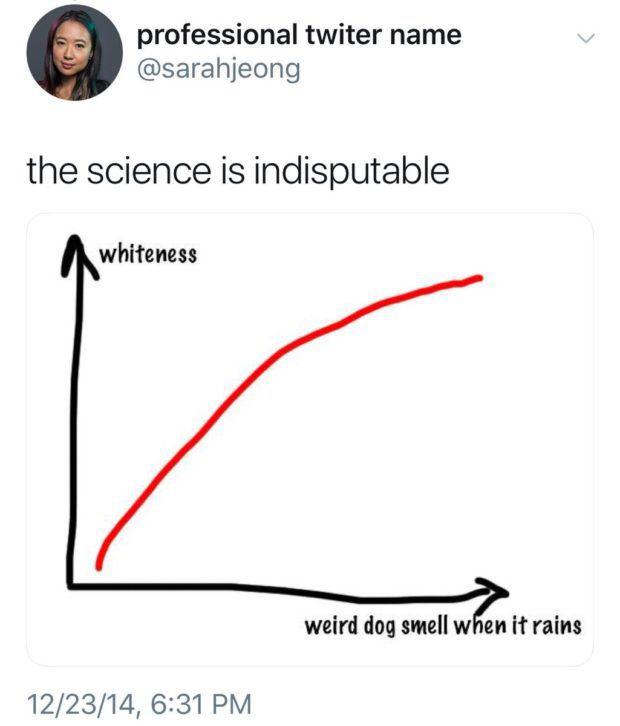 professional twiter name
@sarahjeong
the science is indisputable
whiteness
weird dog smell when it rains
12/23/14, 6:31 PM